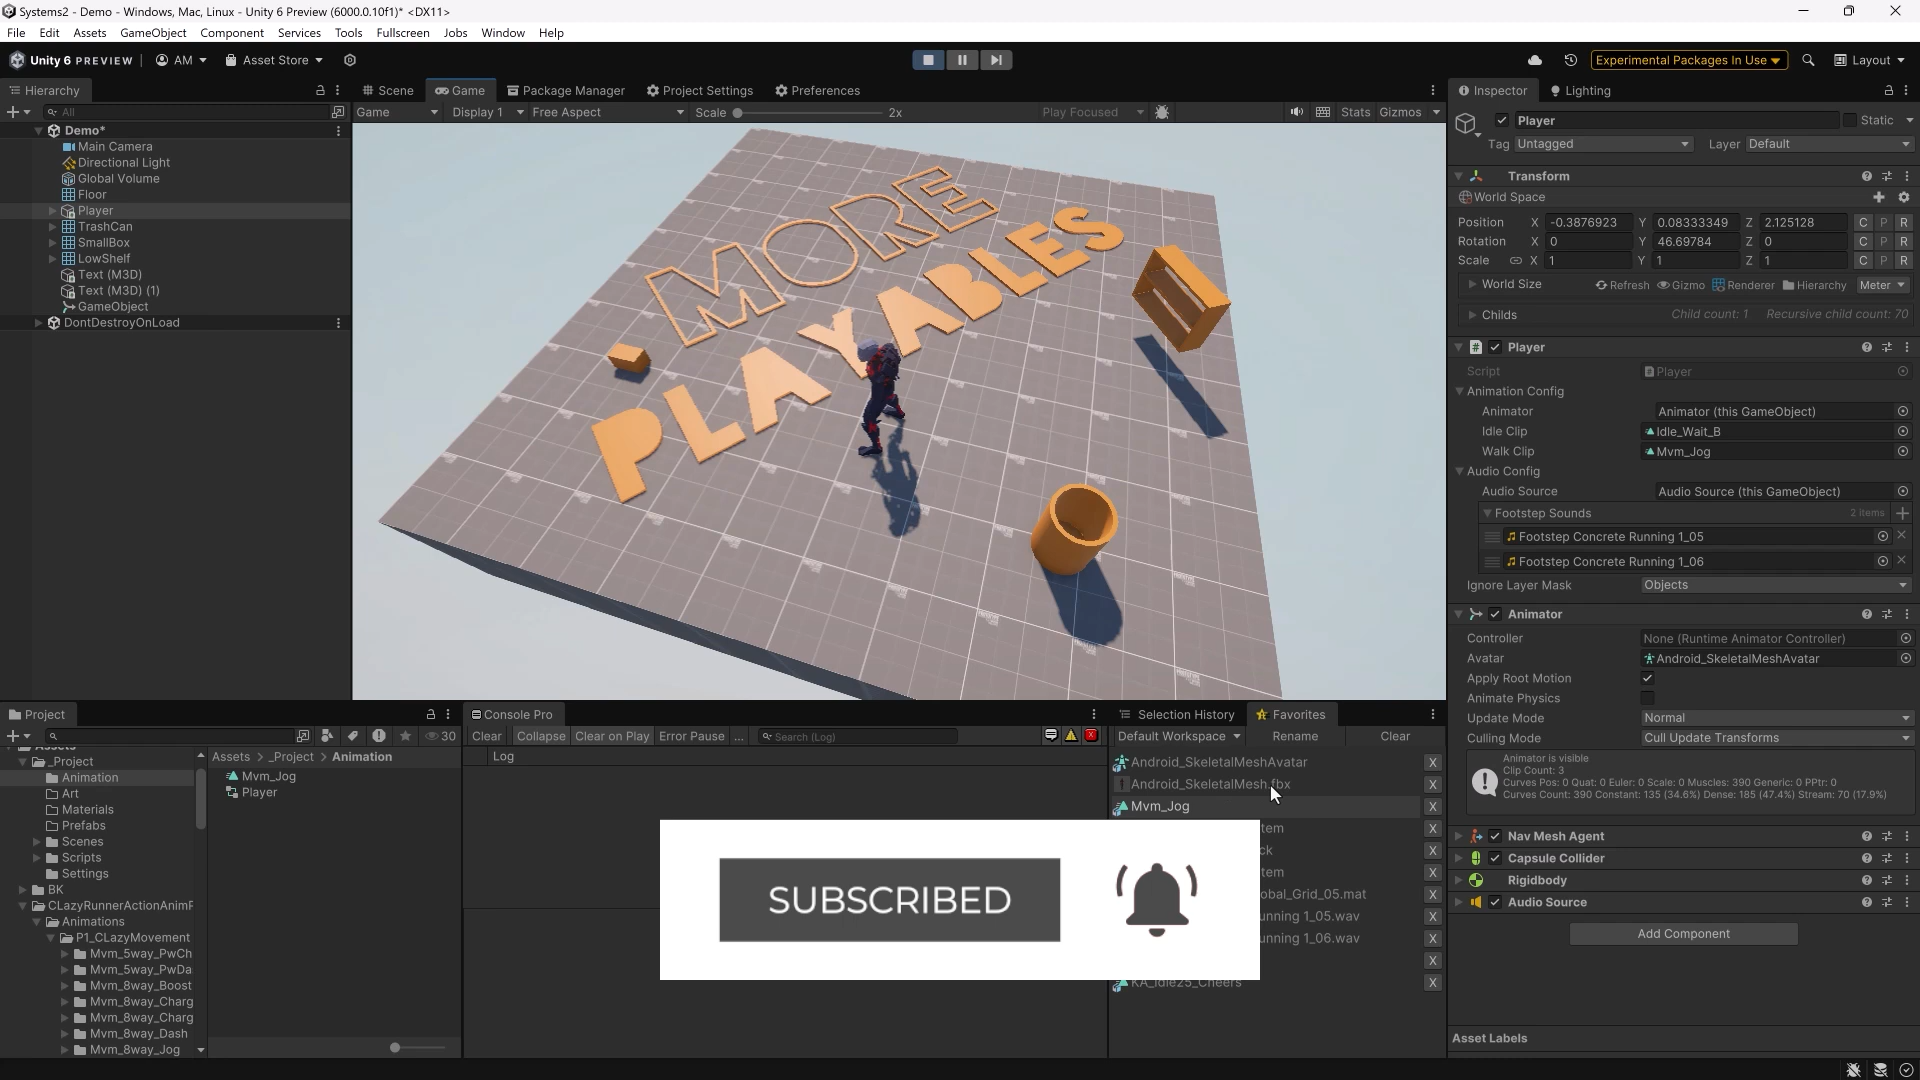 Systems2 - Demo - Windows, Mac, Linux - Unity 6 Preview (6000.0.10f1)* <DX11>
File Edit Assets GameObject Component Services Tools Fullscreen Jobs Window Help
Unity 6 PREVIEW AM Asset Store Experimental Packages In Use Layout
Hierarchy
All
Demo*
Main Camera
Directional Light
Global Volume
Floor
Player
TrashCan
SmallBox
LowShelf
Text (M3D)
Text (M3D) (1)
GameObject
DontDestroyOnLoad
Scene Game Package Manager Project Settings Preferences
Game Display 1 Free Aspect Scale 2x Play Focused Stats Gizmos
MORE
PLAYABLES
Inspector Lighting
Player Static
Tag Untagged Layer Default
Transform
World Space
Position X -0.3876923 Y 0.08333349 Z 2.125128 C P R
Rotation X 0 Y 46.69784 Z 0 C P R
Scale X 1 Y 1 Z 1 C P R
World Size Refresh Gizmo Renderer Hierarchy Meter
Childs Child count: 1 Recursive child count: 70
Player
Script Player
Animation Config
Animator Animator (this GameObject)
Idle Clip Idle_Wait_B
Walk Clip Mvm_Jog
Audio Config
Audio Source Audio Source (this GameObject)
Footstep Sounds 2 items
Footstep Concrete Running 1_05
Footstep Concrete Running 1_06
Ignore Layer Mask Objects
Animator
Controller None (Runtime Animator Controller)
Avatar Android_SkeletalMeshAvatar
Apply Root Motion
Animate Physics
Update Mode Normal
Culling Mode Cull Update Transforms
Animator is visible
Clip Count: 3
Curves Pos: 0 Quat: 0 Euler: 0 Scale: 0 Muscles: 390 Generic: 0 PPtr: 0
Curves Count: 390 Constant: 135 (34.6%) Dense: 185 (47.4%) Stream: 70 (17.9%)
Nav Mesh Agent
Capsule Collider
Rigidbody
Audio Source
Add Component
Asset Labels
Project
30
Assets
_Project
Animation
Art
Materials
Prefabs
Scenes
Scripts
Settings
BK
CLazyRunnerActionAnimF
Animations
P1_CLazyMovement
Mvm_5way_PwCh
Mvm_5way_PwDa
Mvm_8way_Boost
Mvm_8way_Charg
Mvm_8way_Charg
Mvm_8way_Dash
Mvm_8way_Jog
Assets > _Project > Animation
Mvm_Jog
Player
Console Pro
Clear Collapse Clear on Play Error Pause ... Search (Log)
Log
Selection History Favorites
Default Workspace Rename Clear
Android_SkeletalMeshAvatar X
Android_SkeletalMesh.fbx X
Mvm_Jog X
tem X
ck X
tem X
obal_Grid_05.mat X
unning 1_05.wav X
unning 1_06.wav X
X
KA_Idle25_Cheers X
SUBSCRIBED